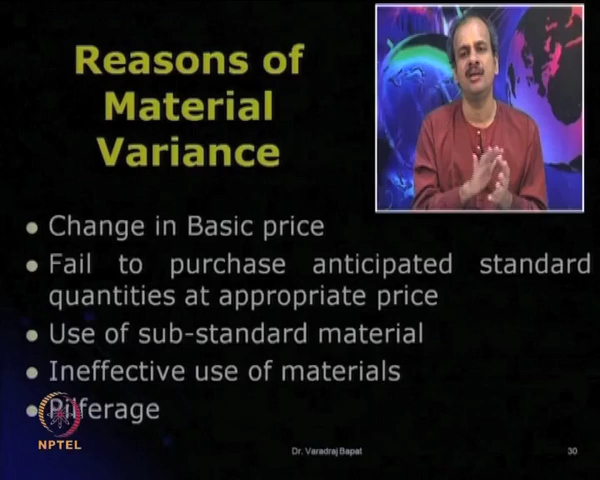 Reasons of
Material
Variance
● Change in Basic price
● Fail to purchase anticipated standard
quantities at appropriate price
● Use of sub-standard material
● Ineffective use of materials
● Pilferage
NPTEL
Dr. Varadraj Bapat
30